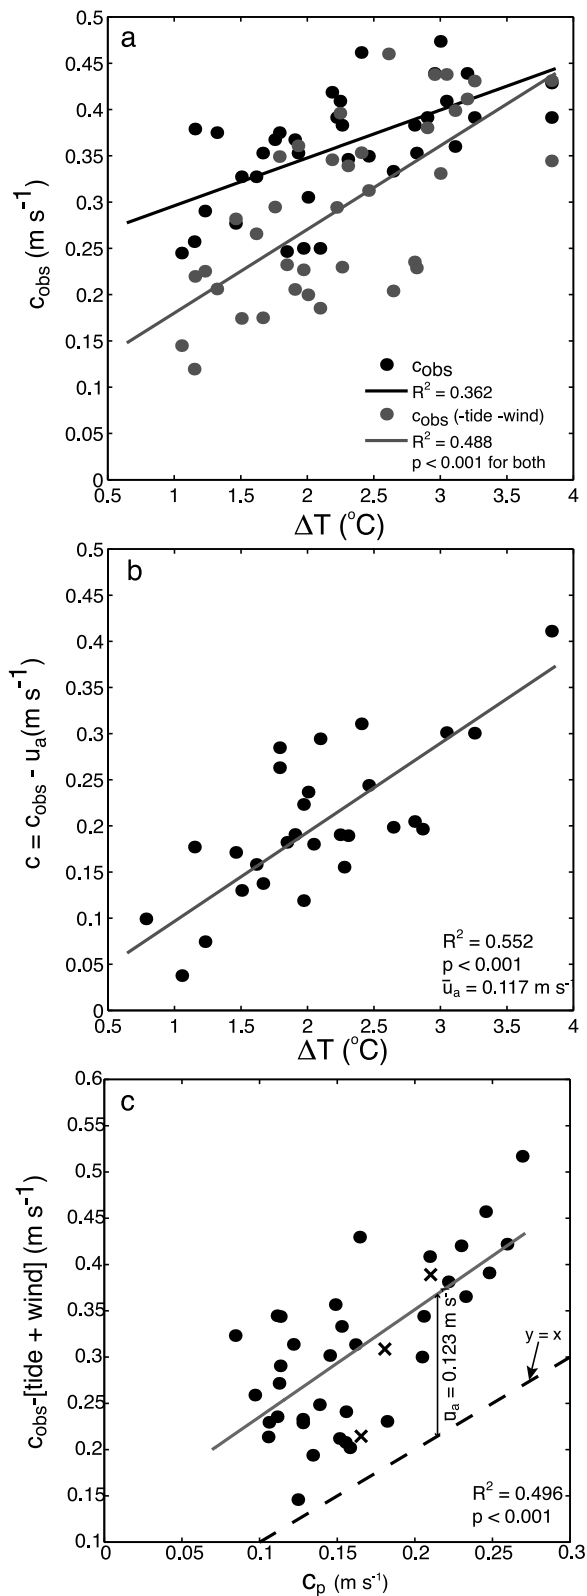 a
0.5
0.45
0.4
0.35
0.3
0.25
0.2
0.15
0.1
0.05
0
c_obs (m s⁻¹)
c_obs
R² = 0.362
c_obs (-tide -wind)
R² = 0.488
p < 0.001 for both
1 1.5 2 2.5 3 3.5 4
ΔT (°C)
b
0.5
0.45
0.4
0.35
0.3
0.25
0.2
0.15
0.1
0.05
0
c = c_obs - u_a(m s⁻¹)
R² = 0.552
p < 0.001
ū_a = 0.117 m s⁻
1 1.5 2 2.5 3 3.5 4
ΔT (°C)
c
0.6
0.5
0.45
0.4
0.35
0.3
0.25
0.2
0.15
0.1
c_obs-[tide + wind] (m s⁻¹)
ū_a = 0.123 m s⁻
y = x
R² = 0.496
p < 0.001
0 0.05 0.1 0.15 0.2 0.25 0.3
c_p (m s⁻¹)